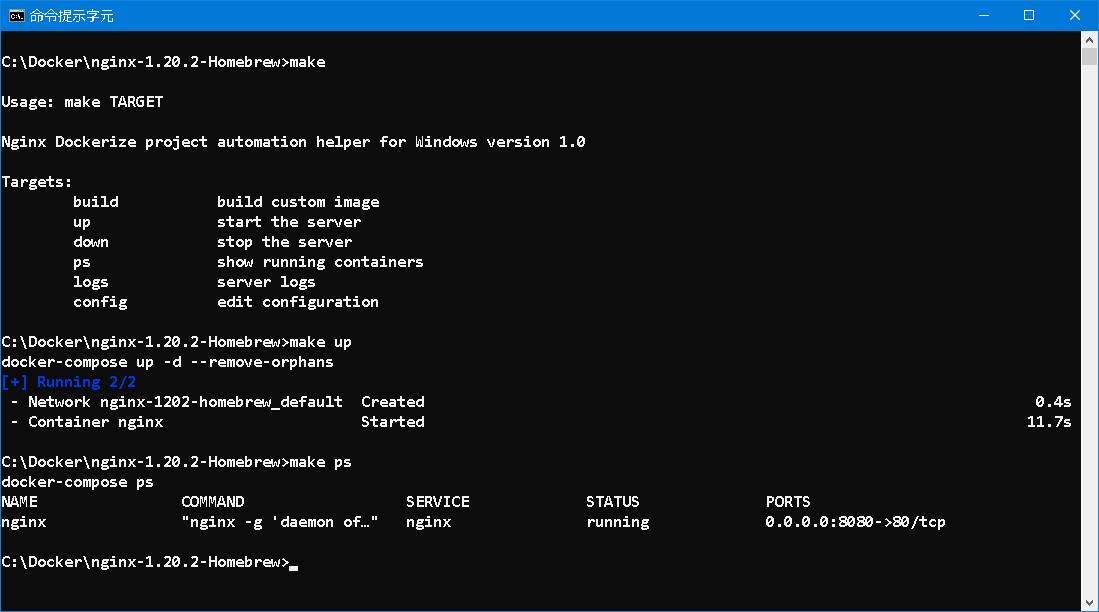 命令提示字元
C:\Docker\nginx-1.20.2-Homebrew>make
Usage: make TARGET
Nginx Dockerize project automation helper for Windows version 1.0
Targets:
build build custom image
up start the server
down stop the server
ps show running containers
logs server logs
config edit configuration
C:\Docker\nginx-1.20.2-Homebrew>make up
docker-compose up -d --remove-orphans
[+] Running 2/2
- Network nginx-1202-homebrew_default Created 0.4s
- Container nginx Started 11.7s
C:\Docker\nginx-1.20.2-Homebrew>make ps
docker-compose ps
NAME COMMAND SERVICE STATUS PORTS
nginx "nginx -g 'daemon of…" nginx running 0.0.0.0:8080->80/tcp
C:\Docker\nginx-1.20.2-Homebrew>